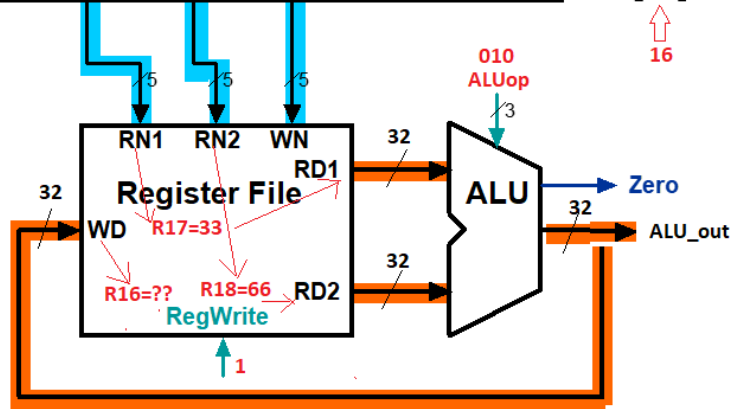 16
010
ALUop
5
5
5
3
RN1
RN2
WN
32
RD1
Register File
ALU
Zero
32
32
WD
R17=33
ALU_out
32
R16=??
R18=66
RD2
RegWrite
1